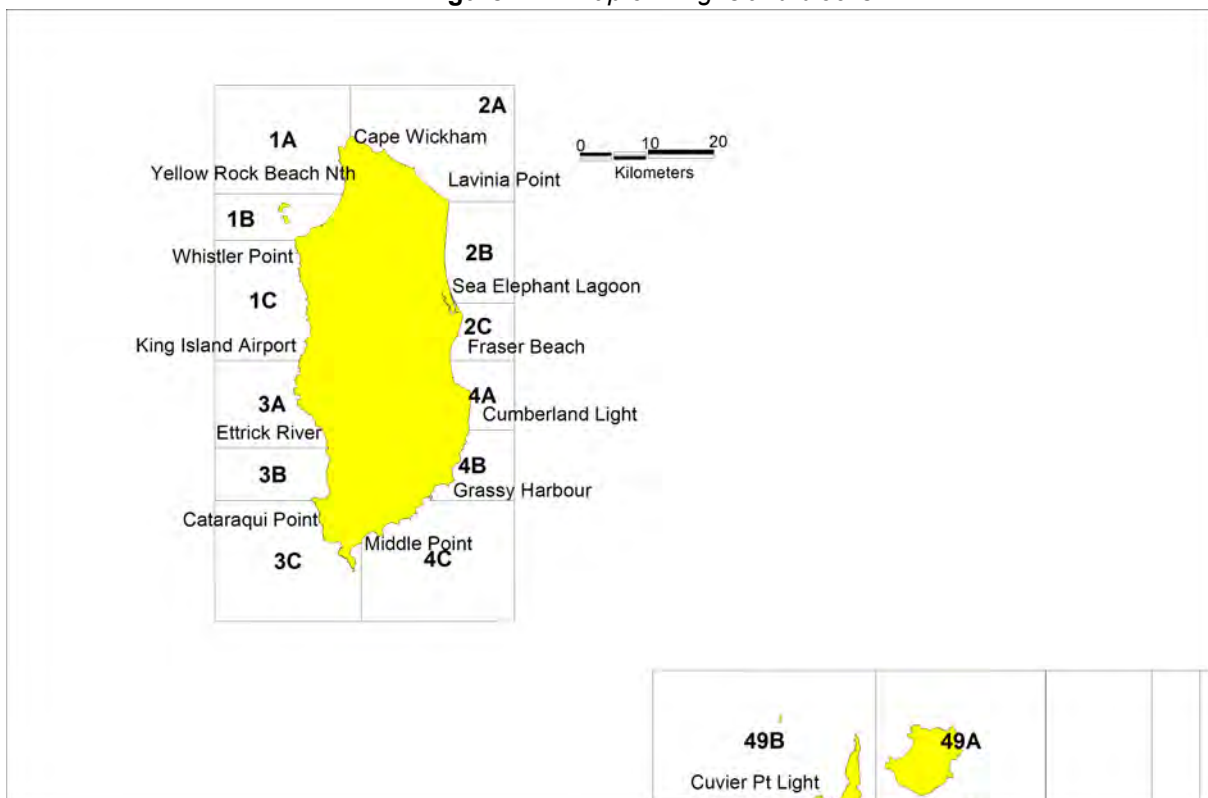 2A
1A
Cape Wickham
0 10 20
Kilometers
Yellow Rock Beach Nth
Lavinia Point
1B
Whistler Point
2B
Sea Elephant Lagoon
1C
2C
King Island Airport
Fraser Beach
4A
3A
Cumberland Light
Ettrick River
4B
3B
Grassy Harbour
Cataraqui Point
Middle Point
3C
4C
49B
49A
Cuvier Pt Light